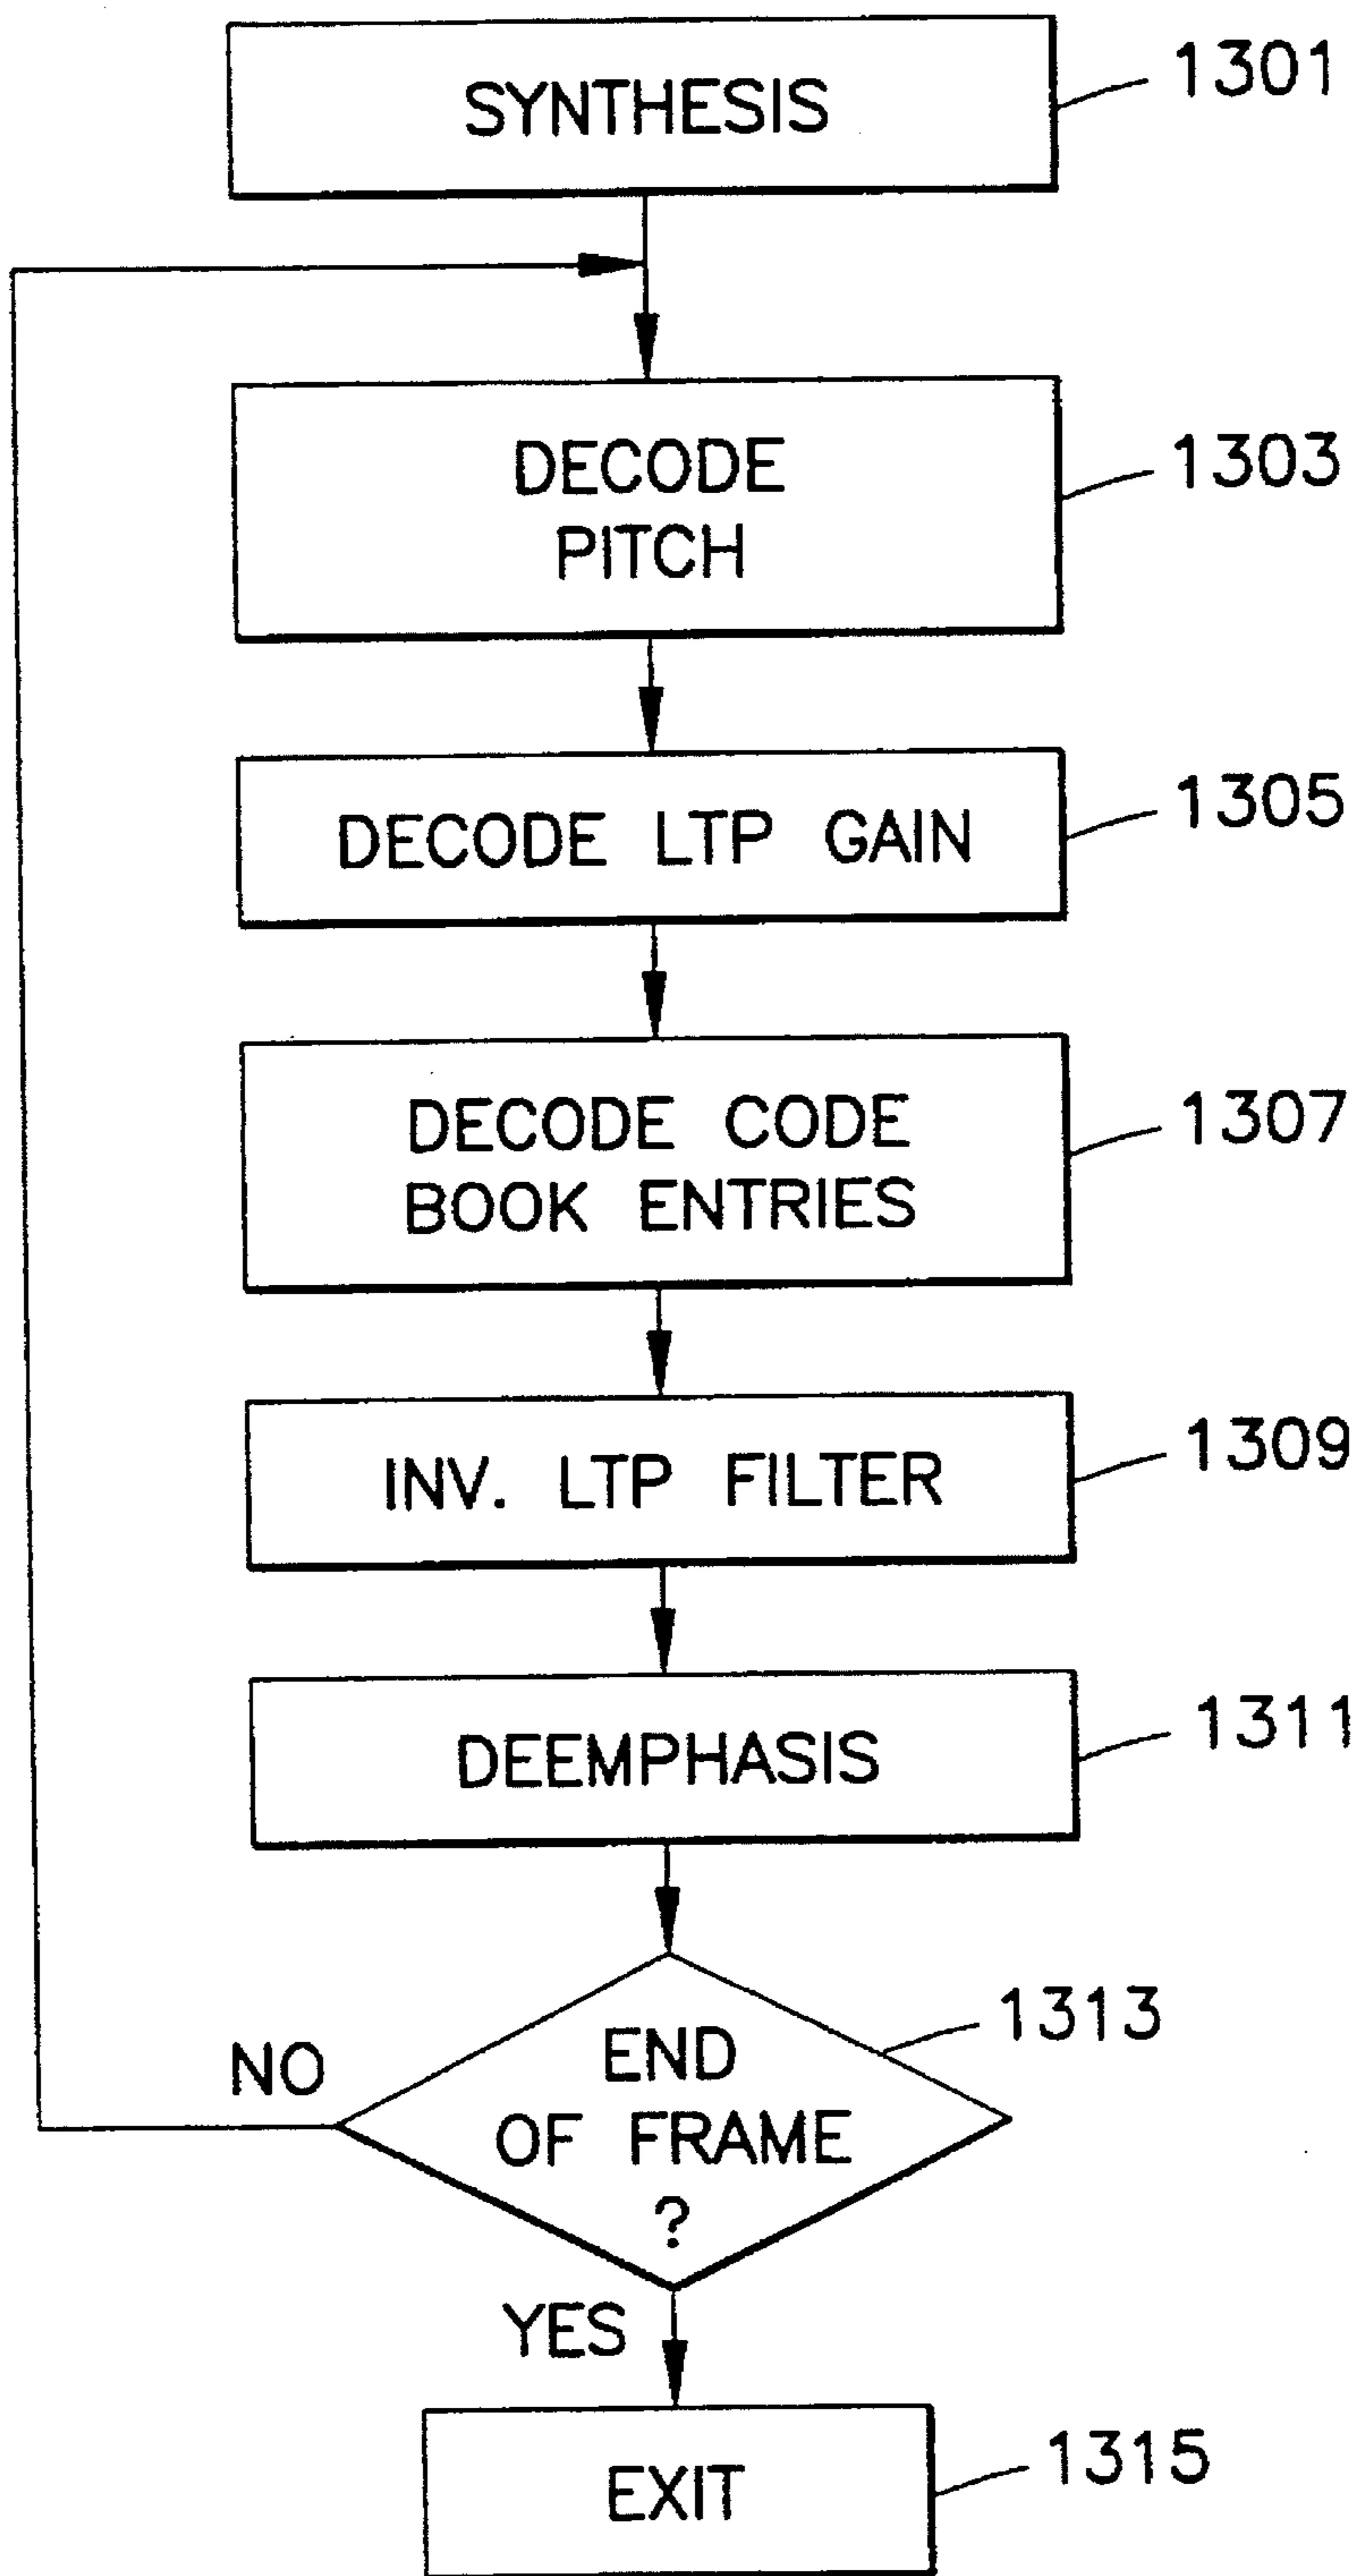 SYNTHESIS
1301
DECODE
PITCH
1303
DECODE LTP GAIN
1305
DECODE CODE
BOOK ENTRIES
1307
INV. LTP FILTER
1309
DEEMPHASIS
1311
END
OF FRAME
?
1313
NO
YES
EXIT
1315